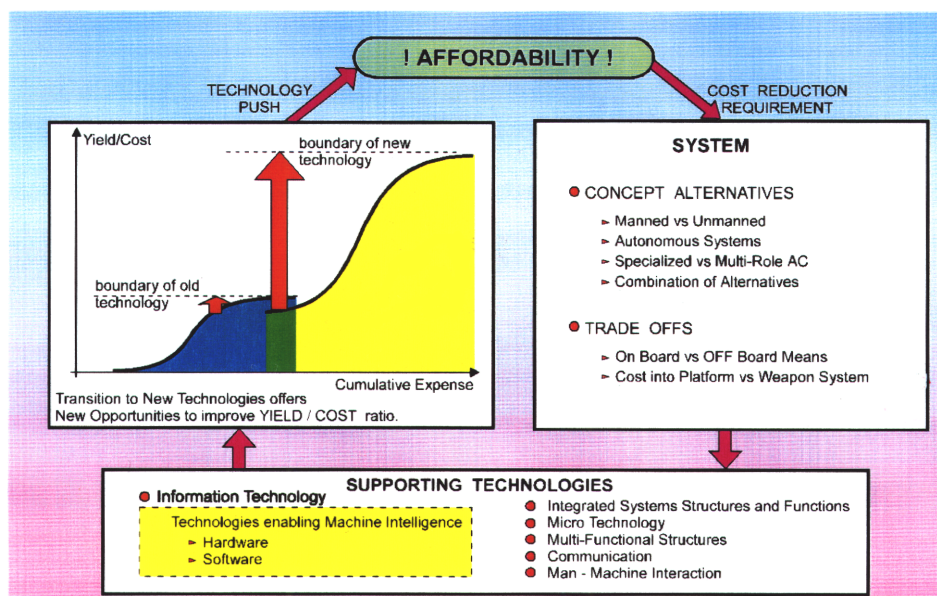 ! AFFORDABILITY !
TECHNOLOGY
PUSH
COST REDUCTION
REQUIREMENT
Yield/Cost
boundary of new
technology
boundary of old
technology
Cumulative Expense
Transition to New Technologies offers
New Opportunities to improve YIELD / COST ratio.
SYSTEM
CONCEPT ALTERNATIVES
Manned vs Unmanned
Autonomous Systems
Specialized vs Multi-Role AC
Combination of Alternatives
TRADE OFFS
On Board vs OFF Board Means
Cost into Platform vs Weapon System
SUPPORTING TECHNOLOGIES
Information Technology
Technologies enabling Machine Intelligence
Hardware
Software
Integrated Systems Structures and Functions
Micro Technology
Multi-Functional Structures
Communication
Man - Machine Interaction